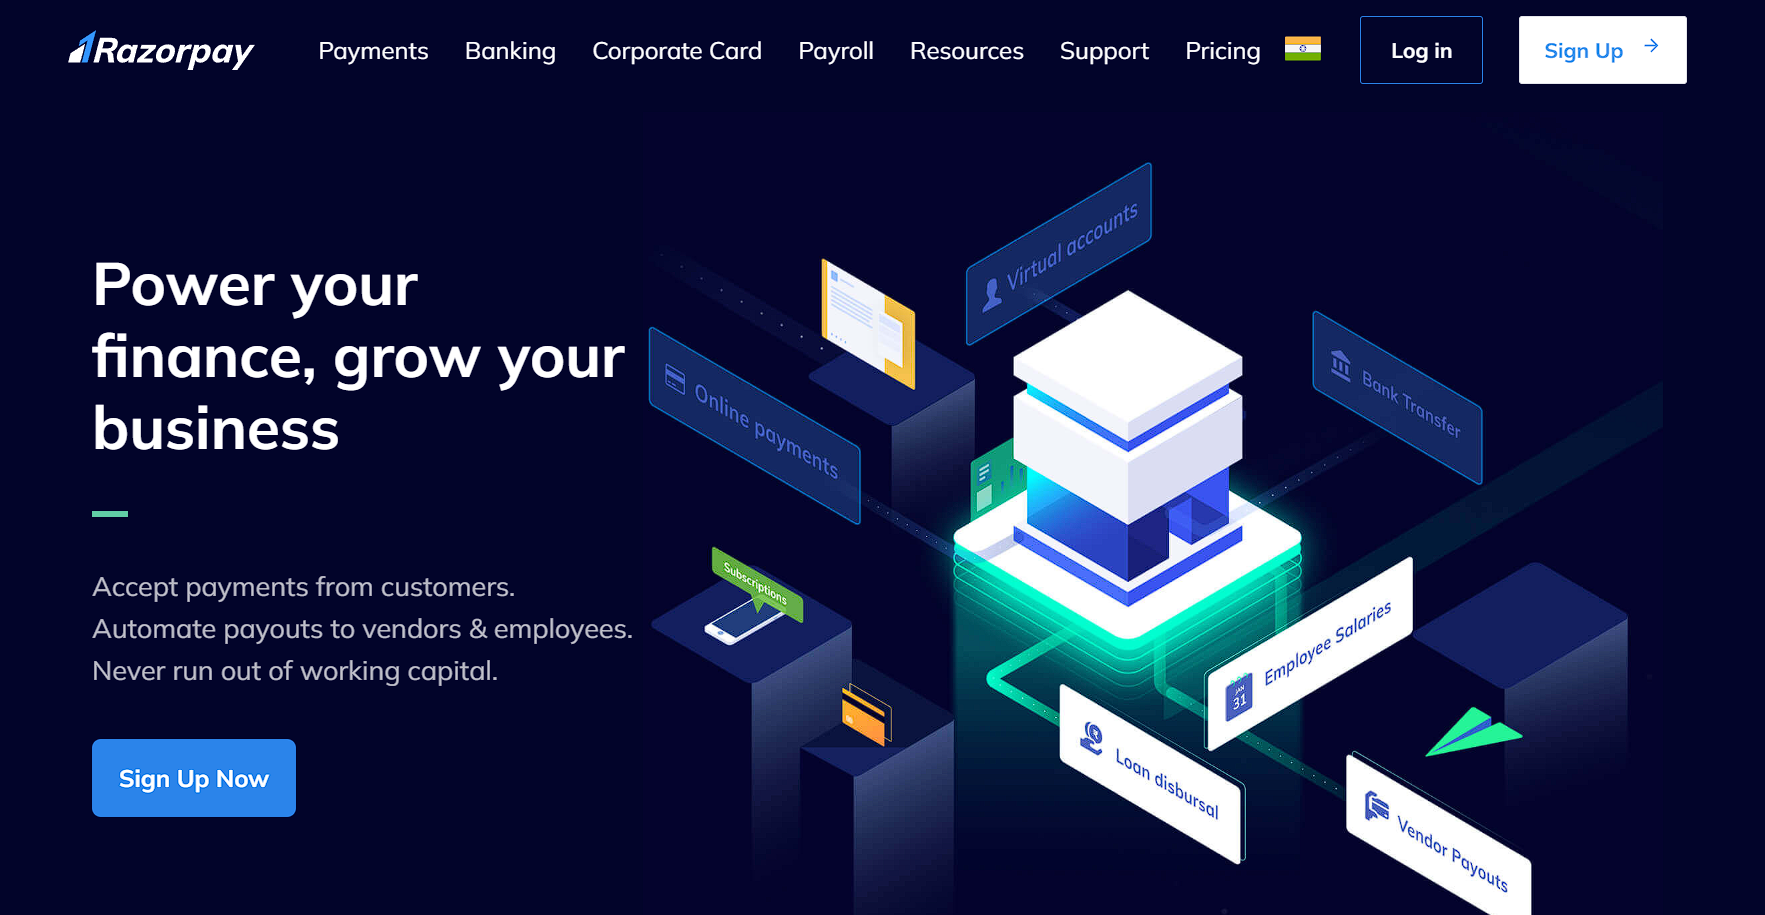 Razorpay
Payments
Banking
Corporate Card
Payroll
Resources
Support
Pricing
Log in
Sign Up
Power your
finance, grow your
business
Accept payments from customers.
Automate payouts to vendors & employees.
Never run out of working capital.
Sign Up Now
Virtual accounts
Online payments
Bank Transfer
Subscriptions
Employee Salaries
JAN
31
Loan disbursal
Vendor Payouts